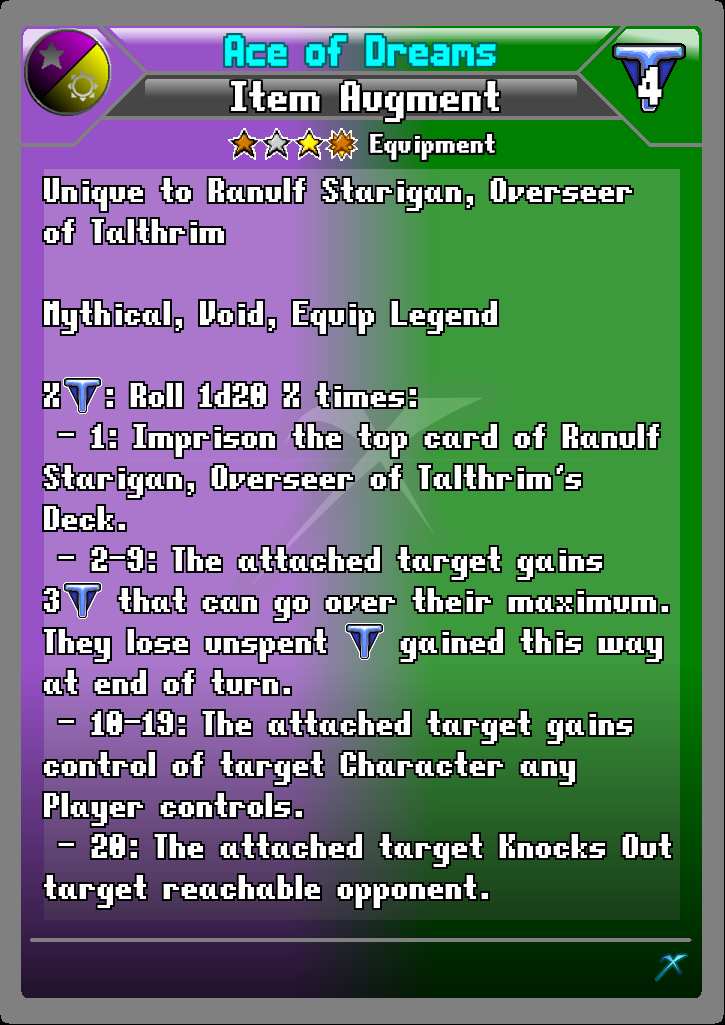 Ace of Dreams
4
Item Augment
Equipment
Unique to Ranulf Starigan, Overseer
of Talthrim
Mythical, Void, Equip Legend
X : Roll 1d20 X times:
- 1: Imprison the top card of Ranulf
Starigan, Overseer of Talthrim's
Deck.
- 2-9: The attached target gains
3 that can go over their maximum.
They lose unspent gained this way
at end of turn.
- 10-19: The attached target gains
control of target Character any
Player controls.
- 20: The attached target Knocks Out
target reachable opponent.